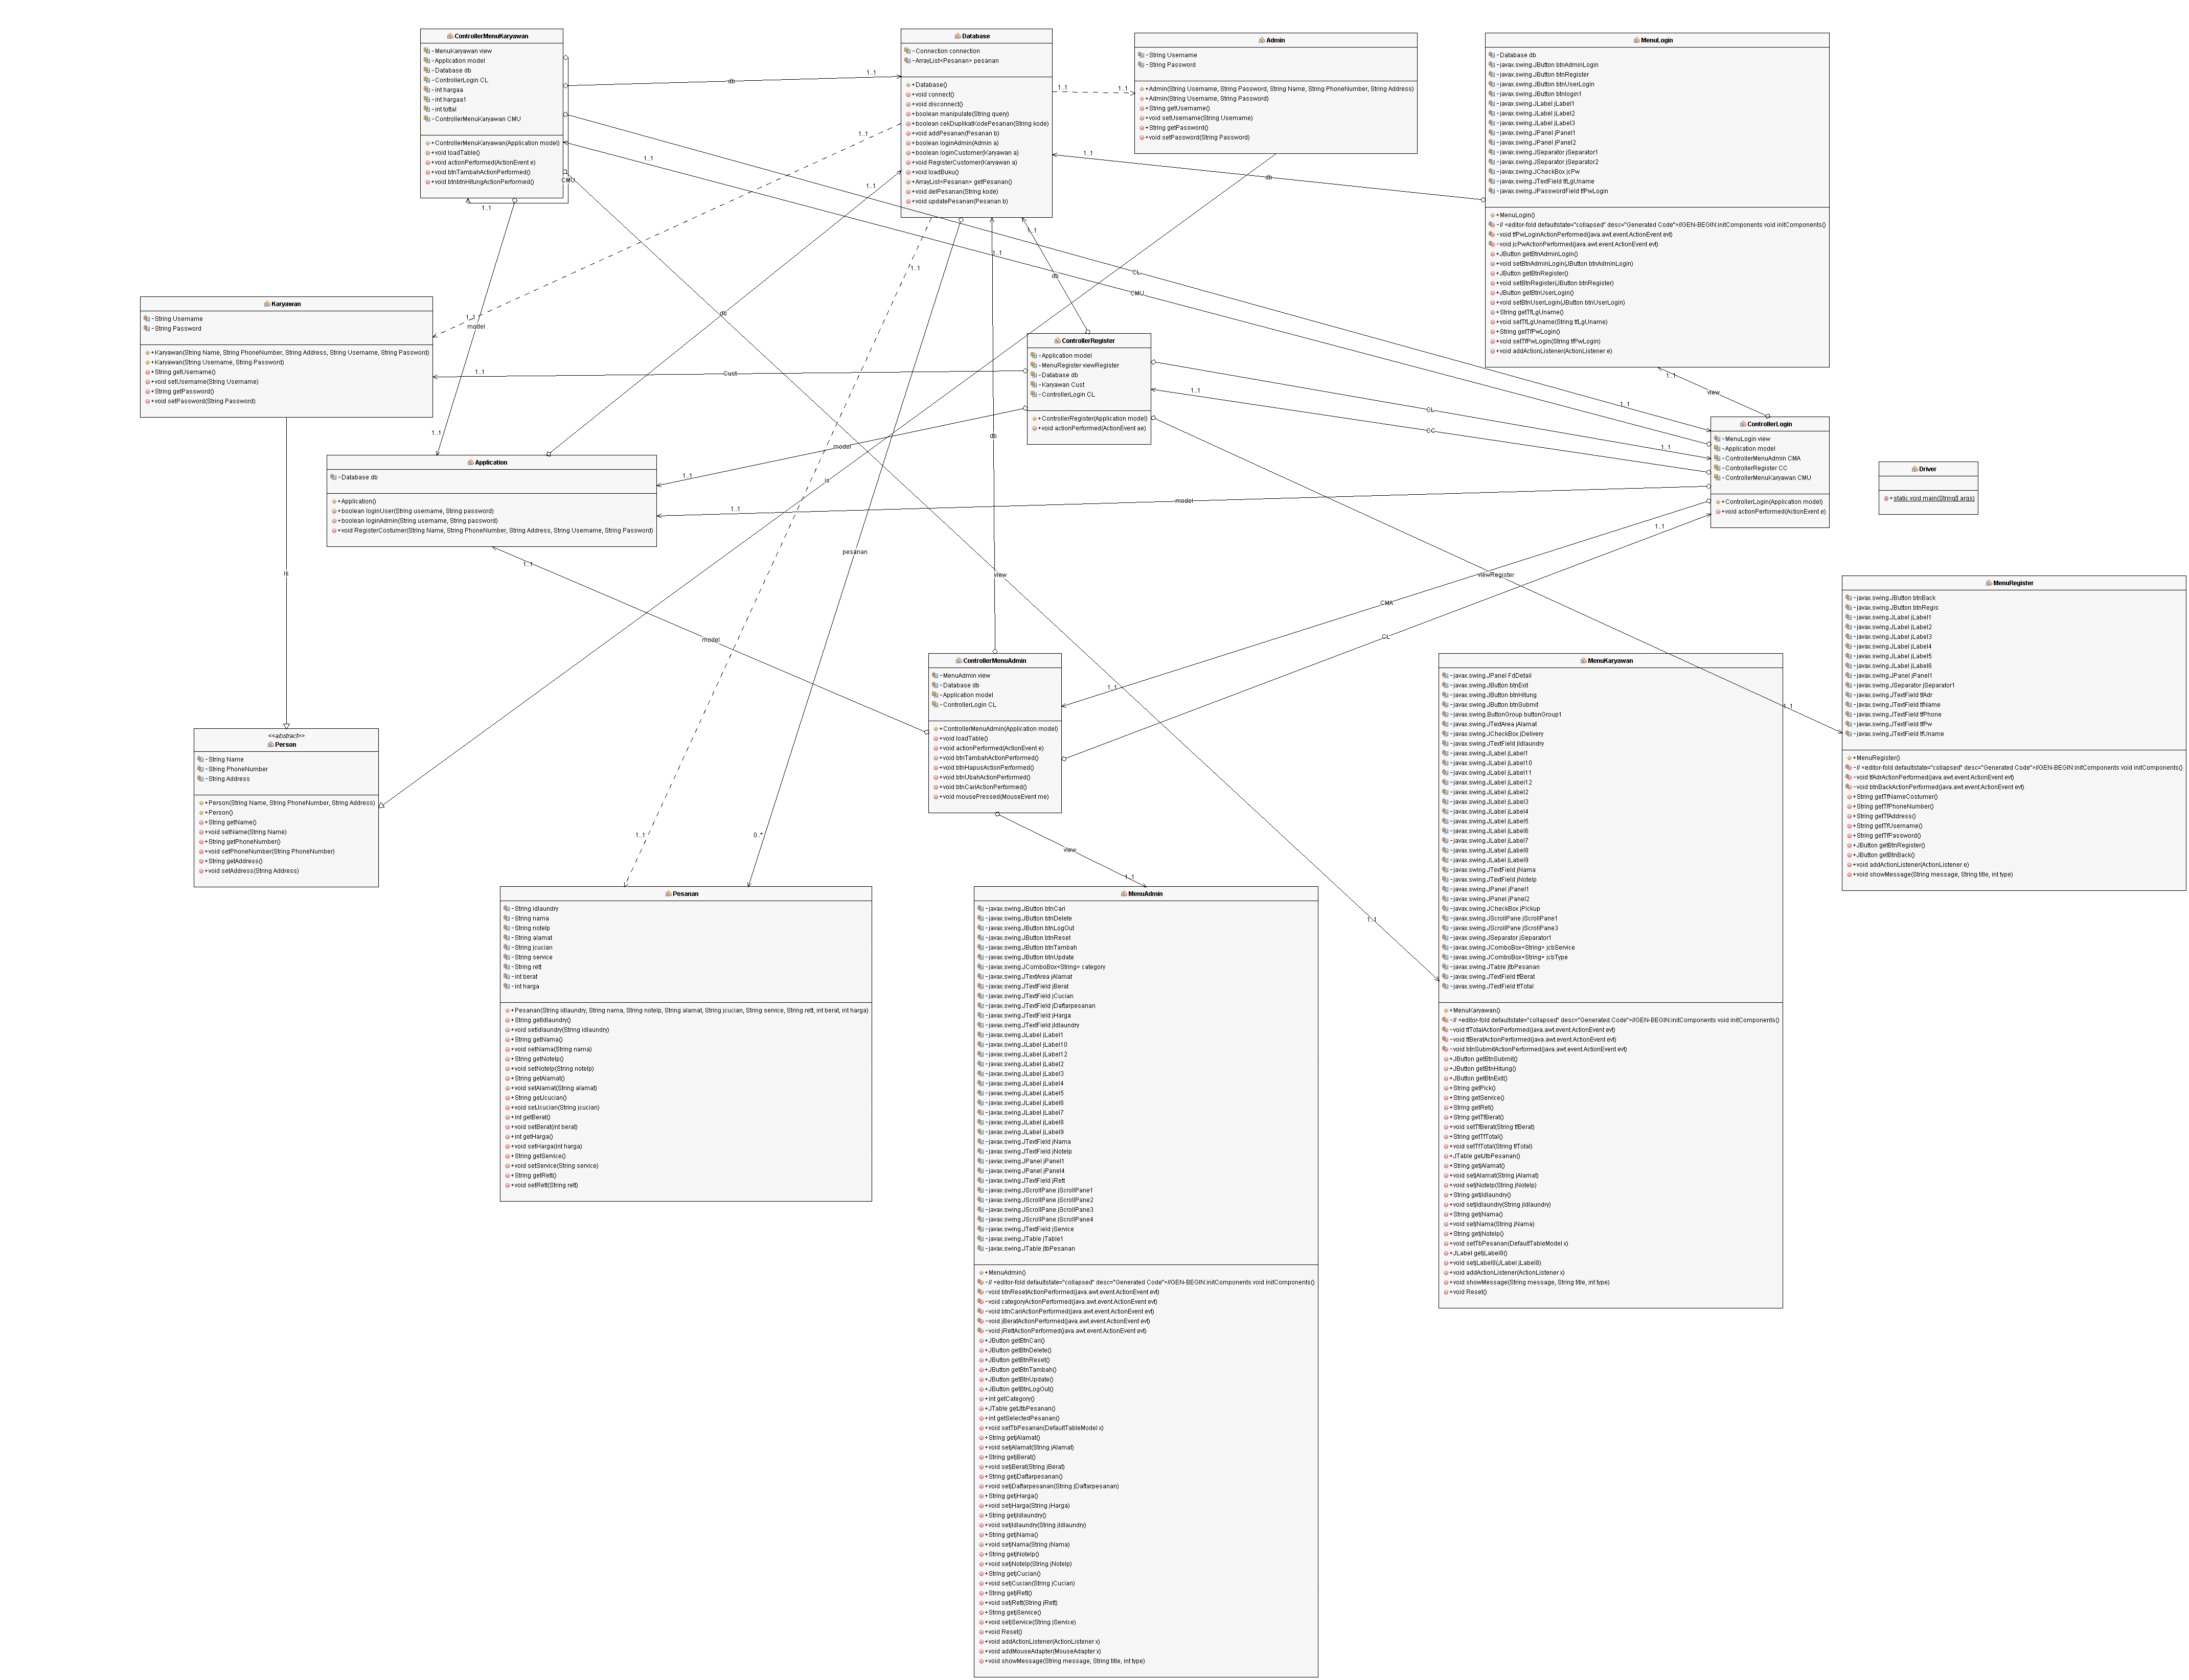 ControllerMenuKaryawan
-MenuKaryawan view
-Application model
-Database db
-ControllerLogin CL
-int hargaa
-int hargaa1
-int tottal
-ControllerMenuKaryawan CMU
+ControllerMenuKaryawan(Application model)
+void loadTable()
+void actionPerformed(ActionEvent e)
+void btnTambahActionPerformed()
+void btnbtnHitungActionPerformed()
Database
-Connection connection
-ArrayList<Pesanan> pesanan
+Database()
+void connect()
+void disconnect()
+boolean manipulate(String query)
+boolean cekDuplikatKodePesanan(String kode)
+void addPesanan(Pesanan b)
+boolean loginAdmin(Admin a)
+boolean loginCustomer(Karyawan a)
+void RegisterCustomer(Karyawan a)
+void loadBuku()
+ArrayList<Pesanan> getPesanan()
+void delPesanan(String kode)
+void updatePesanan(Pesanan b)
Admin
-String Username
-String Password
+Admin(String Username, String Password, String Name, String PhoneNumber, String Address)
+Admin(String Username, String Password)
+String getUsername()
+void setUsername(String Username)
+String getPassword()
+void setPassword(String Password)
MenuLogin
-Database db
-javax.swing.JButton btnAdminLogin
-javax.swing.JButton btnRegister
-javax.swing.JButton btnUserLogin
-javax.swing.JButton btnlogin1
-javax.swing.JLabel jLabel1
-javax.swing.JLabel jLabel2
-javax.swing.JLabel jLabel3
-javax.swing.JPanel jPanel1
-javax.swing.JPanel jPanel2
-javax.swing.JSeparator jSeparator1
-javax.swing.JSeparator jSeparator2
-javax.swing.JCheckBox jcPw
-javax.swing.JTextField tfLgUname
-javax.swing.JPasswordField tfPwLogin
+MenuLogin()
-// <editor-fold defaultstate="collapsed" desc="Generated Code">//GEN-BEGIN:initComponents void initComponents()
-void tfPwLoginActionPerformed(java.awt.event.ActionEvent evt)
-void jcPwActionPerformed(java.awt.event.ActionEvent evt)
+JButton getBtnAdminLogin()
+void setBtnAdminLogin(JButton btnAdminLogin)
+JButton getBtnRegister()
+void setBtnRegister(JButton btnRegister)
+JButton getBtnUserLogin()
+void setBtnUserLogin(JButton btnUserLogin)
+String getTfLgUname()
+void setTfLgUname(String tfLgUname)
+String getTfPwLogin()
+void setTfPwLogin(String tfPwLogin)
+void addActionListener(ActionListener e)
db
1..1
1..1
1..1
1..1
1..1
1..1
1..1
db
CMU
1..1
1..1
1..1
1..1
1..1
CL
db
CMU
db
1..1
model
Karyawan
-String Username
-String Password
+Karyawan(String Name, String PhoneNumber, String Address, String Username, String Password)
+Karyawan(String Username, String Password)
+String getUsername()
+void setUsername(String Username)
+String getPassword()
+void setPassword(String Password)
ControllerRegister
-Application model
-MenuRegister viewRegister
-Database db
-Karyawan Cust
-ControllerLogin CL
+ControllerRegister(Application model)
+void actionPerformed(ActionEvent ae)
1..1
Cust
1..1
1..1
view
1..1
CL
CC
1..1
1..1
db
model
1..1
is
model
1..1
ControllerLogin
-MenuLogin view
-Application model
-ControllerMenuAdmin CMA
-ControllerRegister CC
-ControllerMenuKaryawan CMU
+ControllerLogin(Application model)
+void actionPerformed(ActionEvent e)
Driver
+static void main(String[] args)
Application
-Database db
+Application()
+boolean loginUser(String username, String password)
+boolean loginAdmin(String username, String password)
+void RegisterCostumer(String Name, String PhoneNumber, String Address, String Username, String Password)
1..1
pesanan
1..1
is
view
viewRegister
CMA
CL
model
1..1
1..1
MenuRegister
-javax.swing.JButton btnBack
-javax.swing.JButton btnRegis
-javax.swing.JLabel jLabel1
-javax.swing.JLabel jLabel2
-javax.swing.JLabel jLabel3
-javax.swing.JLabel jLabel4
-javax.swing.JLabel jLabel5
-javax.swing.JLabel jLabel6
-javax.swing.JPanel jPanel1
-javax.swing.JSeparator jSeparator1
-javax.swing.JTextField tfAdr
-javax.swing.JTextField tfName
-javax.swing.JTextField tfPhone
-javax.swing.JTextField tfPw
-javax.swing.JTextField tfUname
+MenuRegister()
-// <editor-fold defaultstate="collapsed" desc="Generated Code">//GEN-BEGIN:initComponents void initComponents()
-void tfAdrActionPerformed(java.awt.event.ActionEvent evt)
-void btnBackActionPerformed(java.awt.event.ActionEvent evt)
+String getTfNameCostumer()
+String getTfPhoneNumber()
+String getTfAddress()
+String getTfUsername()
+String getTfPassword()
+JButton getBtnRegister()
+JButton getBtnBack()
+void addActionListener(ActionListener e)
+void showMessage(String message, String title, int type)
ControllerMenuAdmin
-MenuAdmin view
-Database db
-Application model
-ControllerLogin CL
+ControllerMenuAdmin(Application model)
+void loadTable()
+void actionPerformed(ActionEvent e)
+void btnTambahActionPerformed()
+void btnHapusActionPerformed()
+void btnUbahActionPerformed()
+void btnCariActionPerformed()
+void mousePressed(MouseEvent me)
<<abstract>>
Person
-String Name
-String PhoneNumber
-String Address
+Person(String Name, String PhoneNumber, String Address)
+Person()
+String getName()
+void setName(String Name)
+String getPhoneNumber()
+void setPhoneNumber(String PhoneNumber)
+String getAddress()
+void setAddress(String Address)
1..1
0..*
view
1..1
1..1
MenuKaryawan
-javax.swing.JPanel FdDetail
-javax.swing.JButton btnExit
-javax.swing.JButton btnHitung
-javax.swing.JButton btnSubmit
-javax.swing.ButtonGroup buttonGroup1
-javax.swing.JTextArea jAlamat
-javax.swing.JCheckBox jDelivery
-javax.swing.JTextField jIdlaundry
-javax.swing.JLabel jLabel1
-javax.swing.JLabel jLabel10
-javax.swing.JLabel jLabel11
-javax.swing.JLabel jLabel12
-javax.swing.JLabel jLabel2
-javax.swing.JLabel jLabel3
-javax.swing.JLabel jLabel4
-javax.swing.JLabel jLabel5
-javax.swing.JLabel jLabel6
-javax.swing.JLabel jLabel7
-javax.swing.JLabel jLabel8
-javax.swing.JLabel jLabel9
-javax.swing.JTextField jNama
-javax.swing.JTextField jNotelp
-javax.swing.JPanel jPanel1
-javax.swing.JPanel jPanel2
-javax.swing.JCheckBox jPickup
-javax.swing.JScrollPane jScrollPane1
-javax.swing.JScrollPane jScrollPane3
-javax.swing.JSeparator jSeparator1
-javax.swing.JComboBox<String> jcbService
-javax.swing.JComboBox<String> jcbType
-javax.swing.JTable jtbPesanan
-javax.swing.JTextField tfBerat
-javax.swing.JTextField tfTotal
+MenuKaryawan()
-// <editor-fold defaultstate="collapsed" desc="Generated Code">//GEN-BEGIN:initComponents void initComponents()
-void tfTotalActionPerformed(java.awt.event.ActionEvent evt)
-void tfBeratActionPerformed(java.awt.event.ActionEvent evt)
-void btnSubmitActionPerformed(java.awt.event.ActionEvent evt)
+JButton getBtnSubmit()
+JButton getBtnHitung()
+JButton getBtnExit()
+String getPick()
+String getService()
+String getRet()
+String getTfBerat()
+void setTfBerat(String tfBerat)
+String getTfTotal()
+void setTfTotal(String tfTotal)
+JTable getJtbPesanan()
+String getjAlamat()
+void setjAlamat(String jAlamat)
+void setjNotelp(String jNotelp)
+String getjIdlaundry()
+void setjIdlaundry(String jIdlaundry)
+String getjNama()
+void setjNama(String jNama)
+String getjNotelp()
+void setTbPesanan(DefaultTableModel x)
+JLabel getjLabel8()
+void setjLabel8(JLabel jLabel8)
+void addActionListener(ActionListener x)
+void showMessage(String message, String title, int type)
+void Reset()
Pesanan
-String idlaundry
-String nama
-String notelp
-String alamat
-String jcucian
-String service
-String rett
-int berat
-int harga
+Pesanan(String idlaundry, String nama, String notelp, String alamat, String jcucian, String service, String rett, int berat, int harga)
+String getIdlaundry()
+void setIdlaundry(String idlaundry)
+String getNama()
+void setNama(String nama)
+String getNotelp()
+void setNotelp(String notelp)
+String getAlamat()
+void setAlamat(String alamat)
+String getJcucian()
+void setJcucian(String jcucian)
+int getBerat()
+void setBerat(int berat)
+int getHarga()
+void setHarga(int harga)
+String getService()
+void setService(String service)
+String getRett()
+void setRett(String rett)
MenuAdmin
-javax.swing.JButton btnCari
-javax.swing.JButton btnDelete
-javax.swing.JButton btnLogOut
-javax.swing.JButton btnReset
-javax.swing.JButton btnTambah
-javax.swing.JButton btnUpdate
-javax.swing.JComboBox<String> category
-javax.swing.JTextArea jAlamat
-javax.swing.JTextField jBerat
-javax.swing.JTextField jCucian
-javax.swing.JTextField jDaftarpesanan
-javax.swing.JTextField jHarga
-javax.swing.JTextField jIdlaundry
-javax.swing.JLabel jLabel1
-javax.swing.JLabel jLabel10
-javax.swing.JLabel jLabel12
-javax.swing.JLabel jLabel2
-javax.swing.JLabel jLabel3
-javax.swing.JLabel jLabel4
-javax.swing.JLabel jLabel5
-javax.swing.JLabel jLabel6
-javax.swing.JLabel jLabel7
-javax.swing.JLabel jLabel8
-javax.swing.JLabel jLabel9
-javax.swing.JTextField jNama
-javax.swing.JTextField jNotelp
-javax.swing.JPanel jPanel1
-javax.swing.JPanel jPanel4
-javax.swing.JTextField jRett
-javax.swing.JScrollPane jScrollPane1
-javax.swing.JScrollPane jScrollPane2
-javax.swing.JScrollPane jScrollPane3
-javax.swing.JScrollPane jScrollPane4
-javax.swing.JTextField jService
-javax.swing.JTable jTable1
-javax.swing.JTable jtbPesanan
+MenuAdmin()
-// <editor-fold defaultstate="collapsed" desc="Generated Code">//GEN-BEGIN:initComponents void initComponents()
-void btnResetActionPerformed(java.awt.event.ActionEvent evt)
-void categoryActionPerformed(java.awt.event.ActionEvent evt)
-void btnCariActionPerformed(java.awt.event.ActionEvent evt)
-void jBeratActionPerformed(java.awt.event.ActionEvent evt)
-void jRettActionPerformed(java.awt.event.ActionEvent evt)
+JButton getBtnCari()
+JButton getBtnDelete()
+JButton getBtnReset()
+JButton getBtnTambah()
+JButton getBtnUpdate()
+JButton getBtnLogOut()
+int getCategory()
+JTable getJtbPesanan()
+int getSelectedPesanan()
+void setTbPesanan(DefaultTableModel x)
+String getjAlamat()
+void setjAlamat(String jAlamat)
+String getjBerat()
+void setjBerat(String jBerat)
+String getjDaftarpesanan()
+void setjDaftarpesanan(String jDaftarpesanan)
+String getjHarga()
+void setjHarga(String jHarga)
+String getjIdlaundry()
+void setjIdlaundry(String jIdlaundry)
+String getjNama()
+void setjNama(String jNama)
+String getjNotelp()
+void setjNotelp(String jNotelp)
+String getjCucian()
+void setjCucian(String jCucian)
+String getjRett()
+void setjRett(String jRett)
+String getjService()
+void setjService(String jService)
+void Reset()
+void addActionListener(ActionListener x)
+void addMouseAdapter(MouseAdapter x)
+void showMessage(String message, String title, int type)